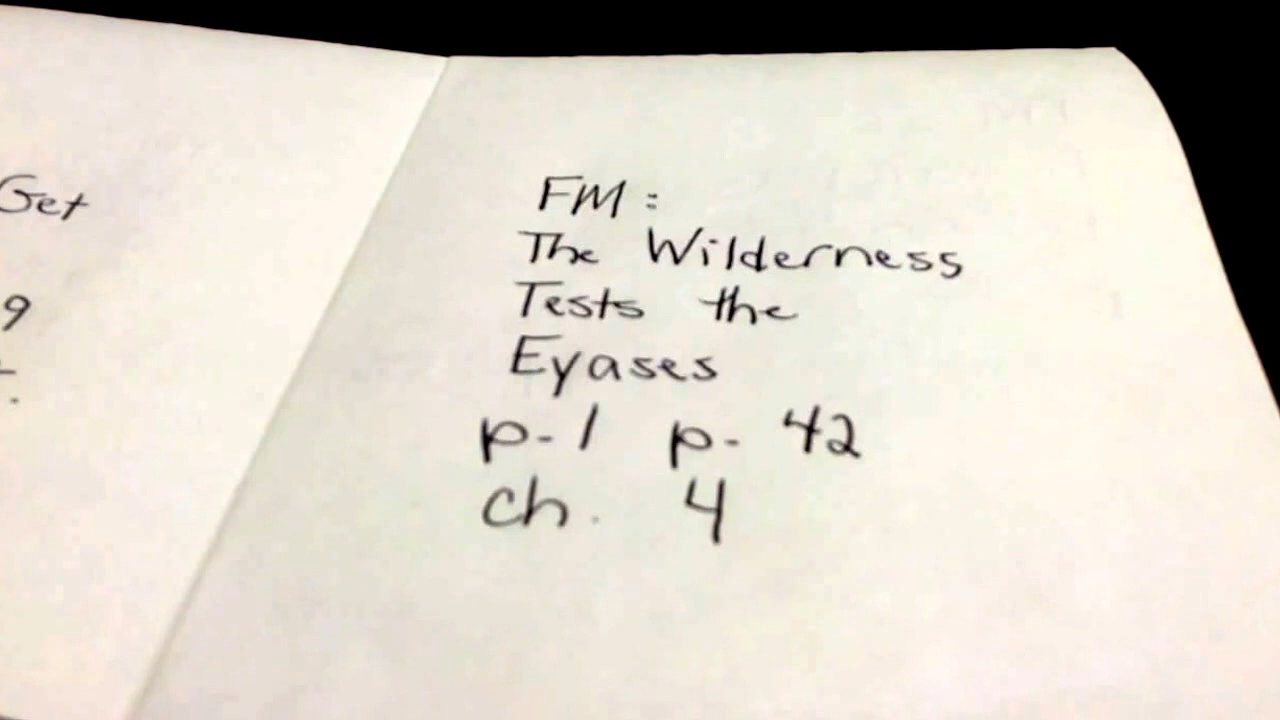 Get
9
FM:
The Wilderness
Tests the
Eyases
p-1 p- 42
ch. 4